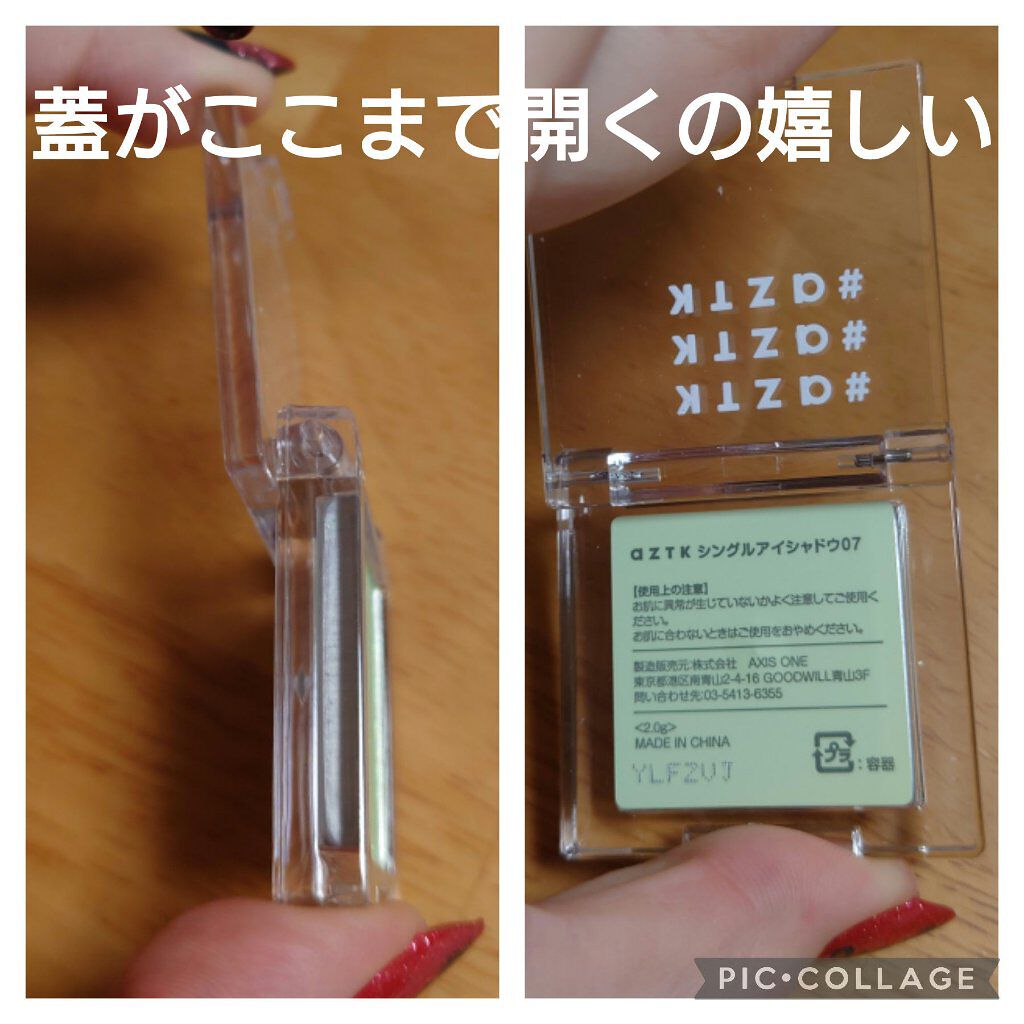 蓋がここまで開くの嬉しい
#aZTK
#aZTK
#aZTK
aZTK シングルアイシャドウ07
【使用上の注意】
お肌に異常が生じていないかよく注意してご使用く
ださい。
お肌に合わないときはご使用をおやめください。
製造販売元:株式会社 AXIS ONE
東京都港区南青山2-4-16 GOODWILL青山3F
問い合わせ先:03-5413-6355
<2.0g>
MADE IN CHINA
YLF2VJ
プラ:容器
PIC•COLLAGE